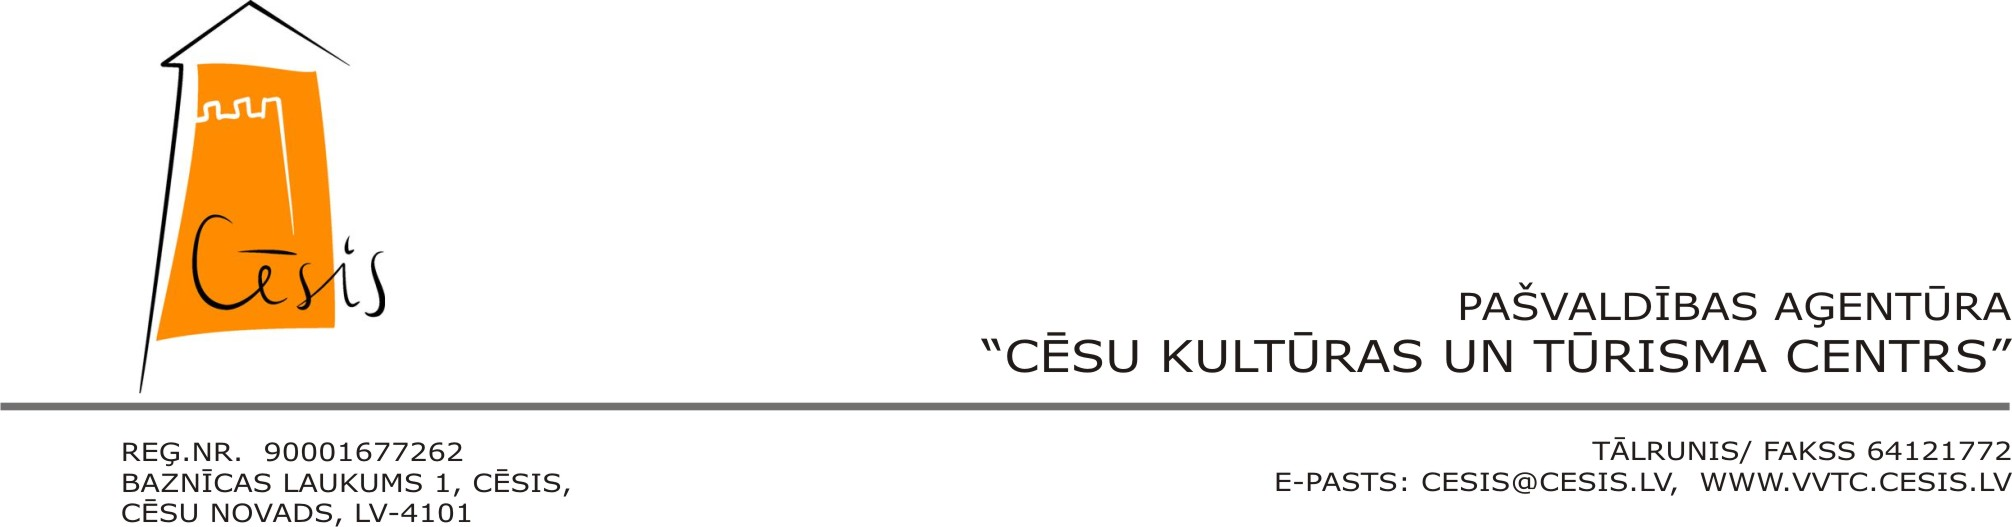 Cēsis
PAŠVALDĪBAS AĢENTŪRA
“CĒSU KULTŪRAS UN TŪRISMA CENTRS”
REĢ.NR.  90001677262
BAZNĪCAS LAUKUMS 1, CĒSIS,
CĒSU NOVADS, LV-4101
TĀLRUNIS/ FAKSS 64121772
E-PASTS: CESIS@CESIS.LV,  WWW.VVTC.CESIS.LV